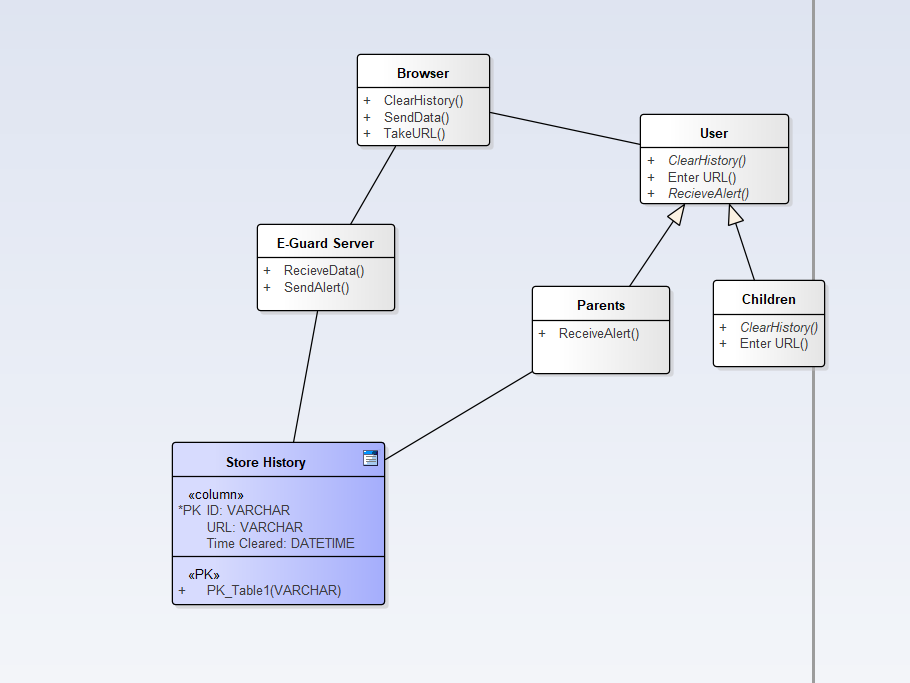 Browser
+ ClearHistory()
+ SendData()
+ TakeURL()
User
+ ClearHistory()
+ Enter URL()
+ RecieveAlert()
E-Guard Server
+ RecieveData()
+ SendAlert()
Parents
+ ReceiveAlert()
Children
+ ClearHistory()
+ Enter URL()
Store History
«column»
*PK ID: VARCHAR
URL: VARCHAR
Time Cleared: DATETIME
«PK»
+ PK_Table1(VARCHAR)